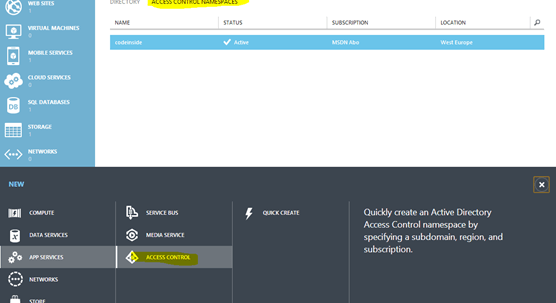 WEB SITES
1
DIRECTORY ACCESS CONTROL NAMESPACES
NAME STATUS SUBSCRIPTION LOCATION
VIRTUAL MACHINES
0
codeinside Active MSDN Abo West Europe
MOBILE SERVICES
1
CLOUD SERVICES
0
SQL DATABASES
1
STORAGE
1
NETWORKS
0
NEW
COMPUTE
DATA SERVICES
APP SERVICES
NETWORKS
STORE
SERVICE BUS
MEDIA SERVICE
ACCESS CONTROL
QUICK CREATE
Quickly create an Active Directory
Access Control namespace by
specifying a subdomain, region, and
subscription.